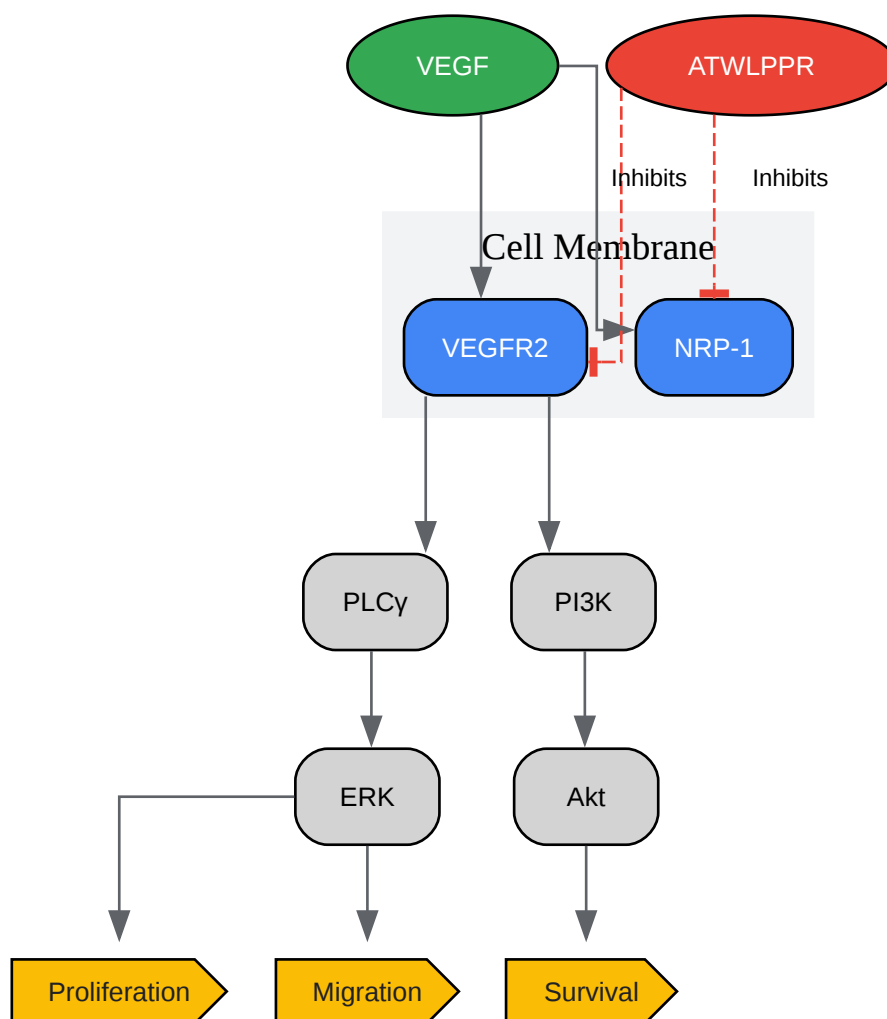 VEGF
ATWLPPR
Inhibits
Inhibits
Cell Membrane
VEGFR2
NRP-1
PLCγ
PI3K
ERK
Akt
Proliferation
Migration
Survival